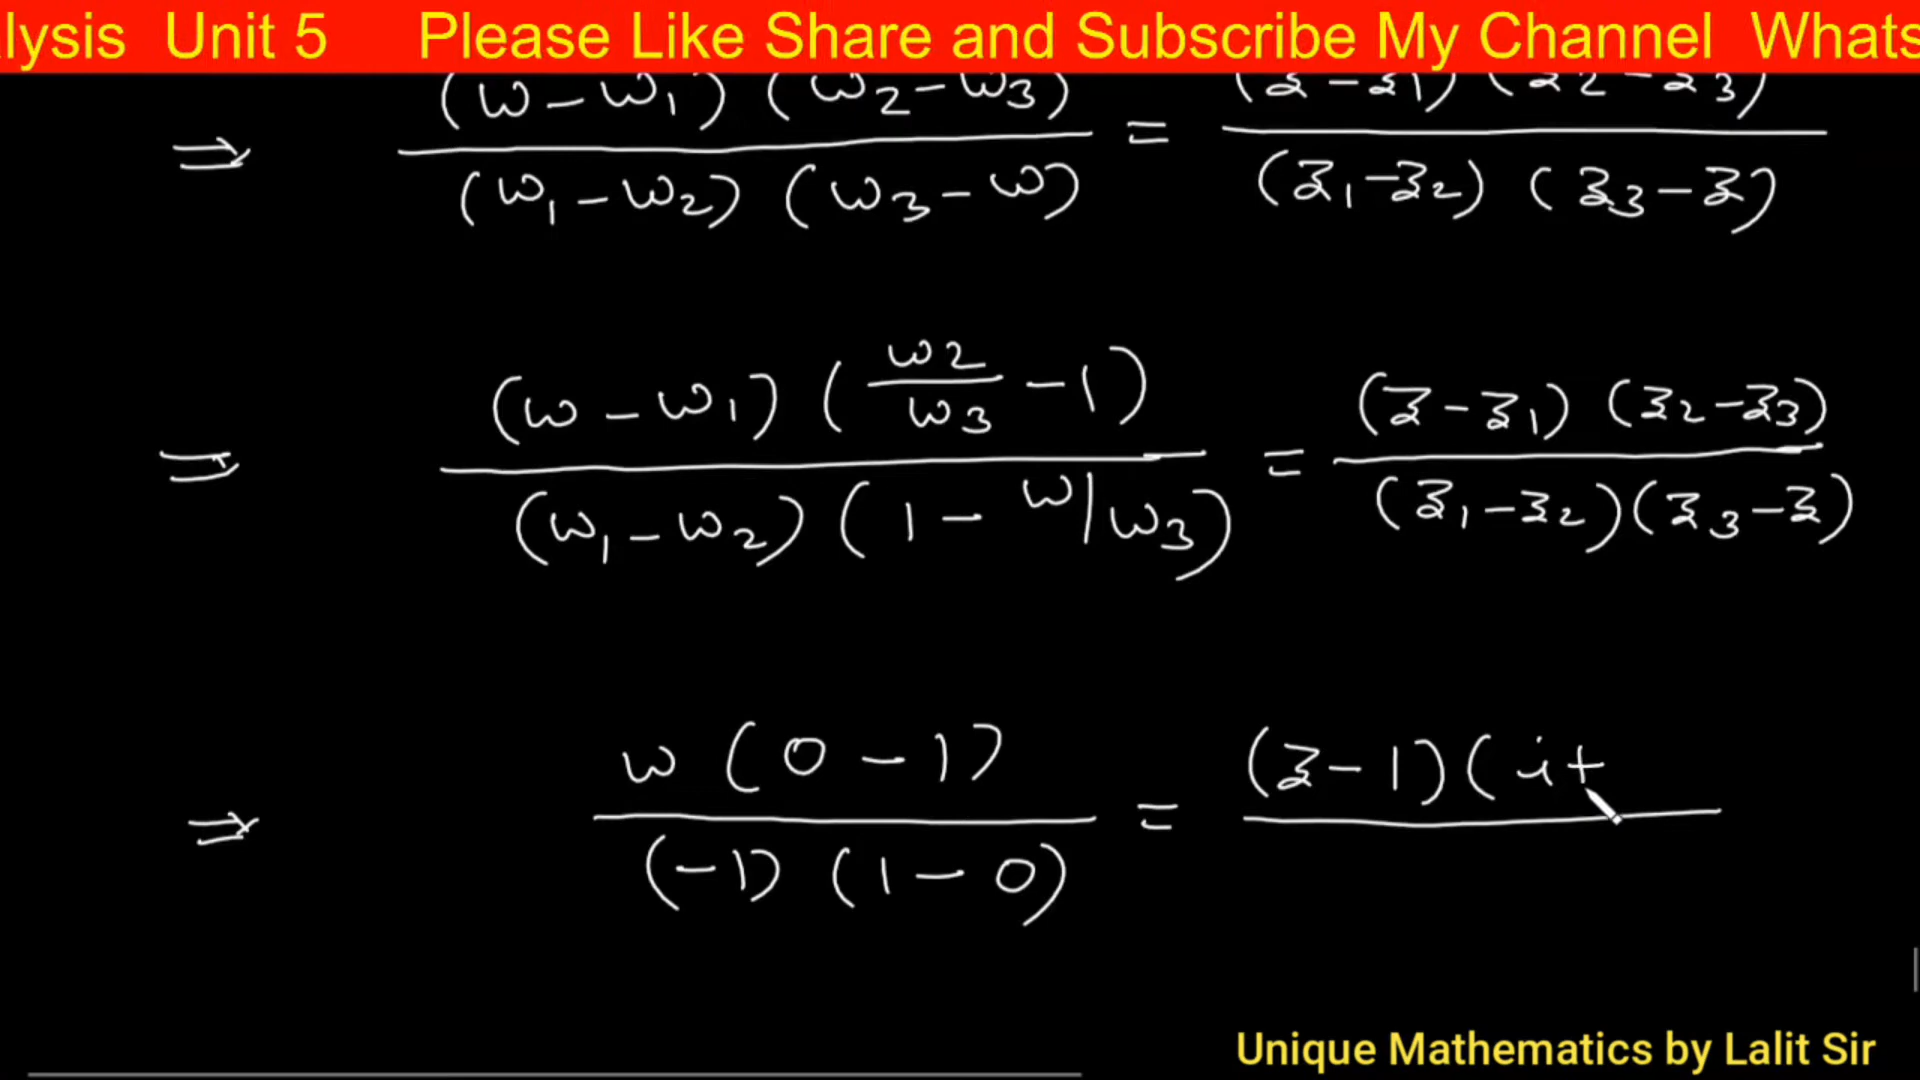 lysis Unit 5 Please Like Share and Subscribe My Channel Whats
⇒ (w - w₁) (w₂ - w₃) / (w₁ - w₂) (w₃ - w) = (z - z₁) (z₂ - z₃) / (z₁ - z₂) (z₃ - z)
⇒ (w - w₁) (w₂/w₃ - 1) / (w₁ - w₂) (1 - w/w₃) = (z - z₁) (z₂ - z₃) / (z₁ - z₂) (z₃ - z)
⇒ w (0 - 1) / (-1) (1 - 0) = (z - 1) (i +
Unique Mathematics by Lalit Sir